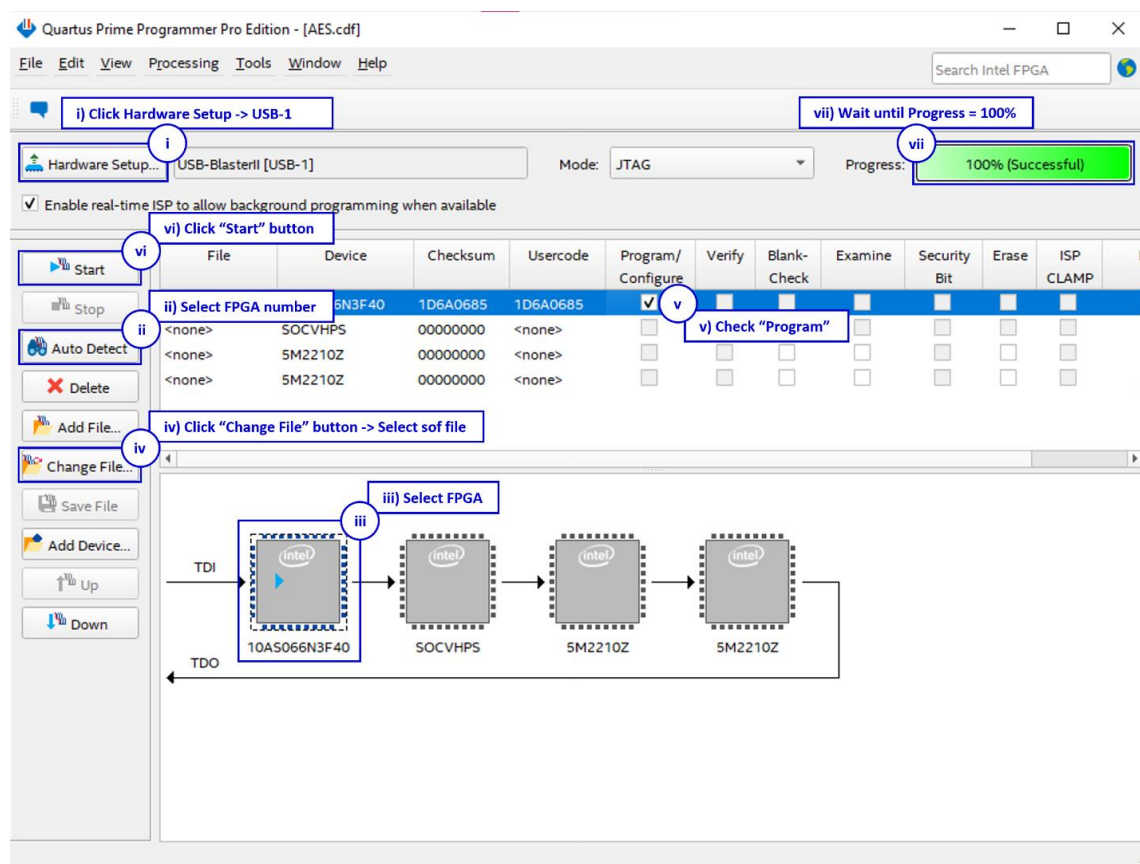 Quartus Prime Programmer Pro Edition - [AES.cdf]
File Edit View Processing Tools Window Help
Search Intel FPGA
i) Click Hardware Setup -> USB-1
vii) Wait until Progress = 100%
i
vii
Hardware Setup... USB-BlasterII [USB-1] Mode: JTAG Progress: 100% (Successful)
Enable real-time ISP to allow background programming when available
vi) Click “Start” button
vi
Start
File Device Checksum Usercode Program/ Configure Verify Blank- Check Examine Security Bit Erase ISP CLAMP
Stop
ii) Select FPGA number
6N3F40 1D6A0685 1D6A0685
v
v) Check “Program”
ii
<none> SOCVHPS 00000000 <none>
Auto Detect
<none> 5M2210Z 00000000 <none>
<none> 5M2210Z 00000000 <none>
Delete
Add File...
iv) Click “Change File” button -> Select sof file
iv
Change File...
Save File
Add Device...
Up
Down
iii) Select FPGA
iii
intel intel intel intel
TDI
10AS066N3F40 SOCVHPS 5M2210Z 5M2210Z
TDO